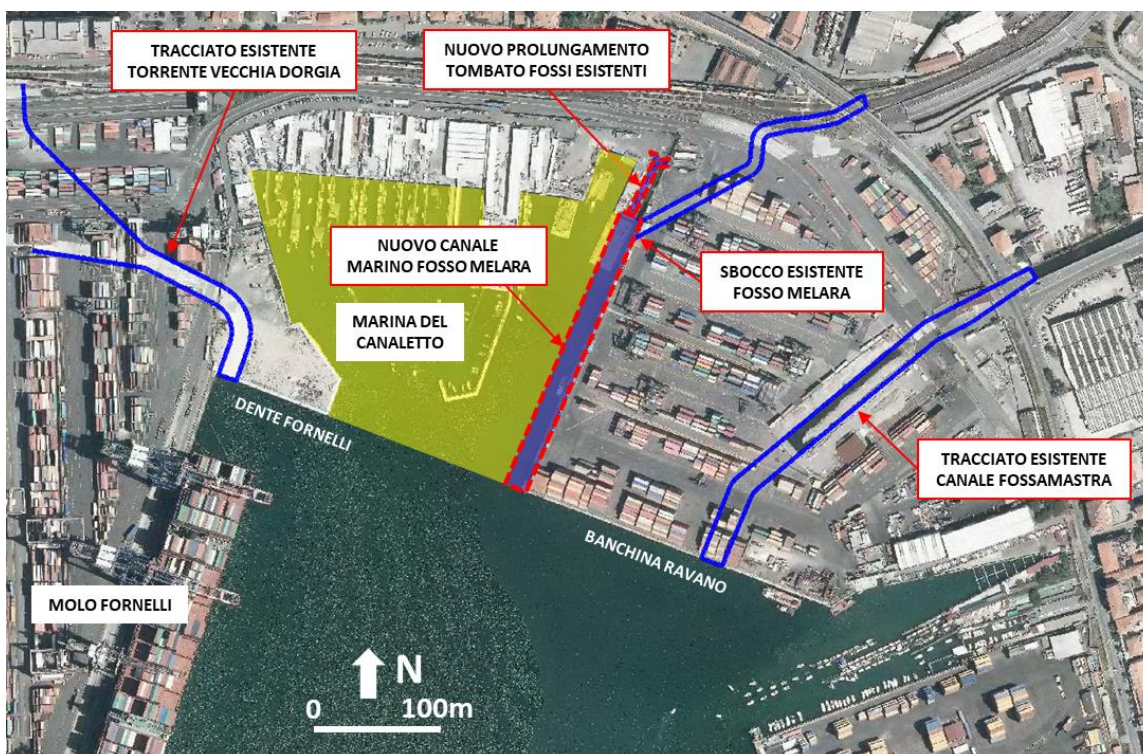 TRACCIATO ESISTENTE
TORRENTE VECCHIA DORGIA
NUOVO PROLUNGAMENTO
TOMBATO FOSSI ESISTENTI
NUOVO CANALE
MARINO FOSSO MELARA
SBOCCO ESISTENTE
FOSSO MELARA
MARINA DEL
CANALETTO
DENTE FORNELLI
TRACCIATO ESISTENTE
CANALE FOSSAMASTRA
BANCHINA RAVANO
MOLO FORNELLI
N
0 100m